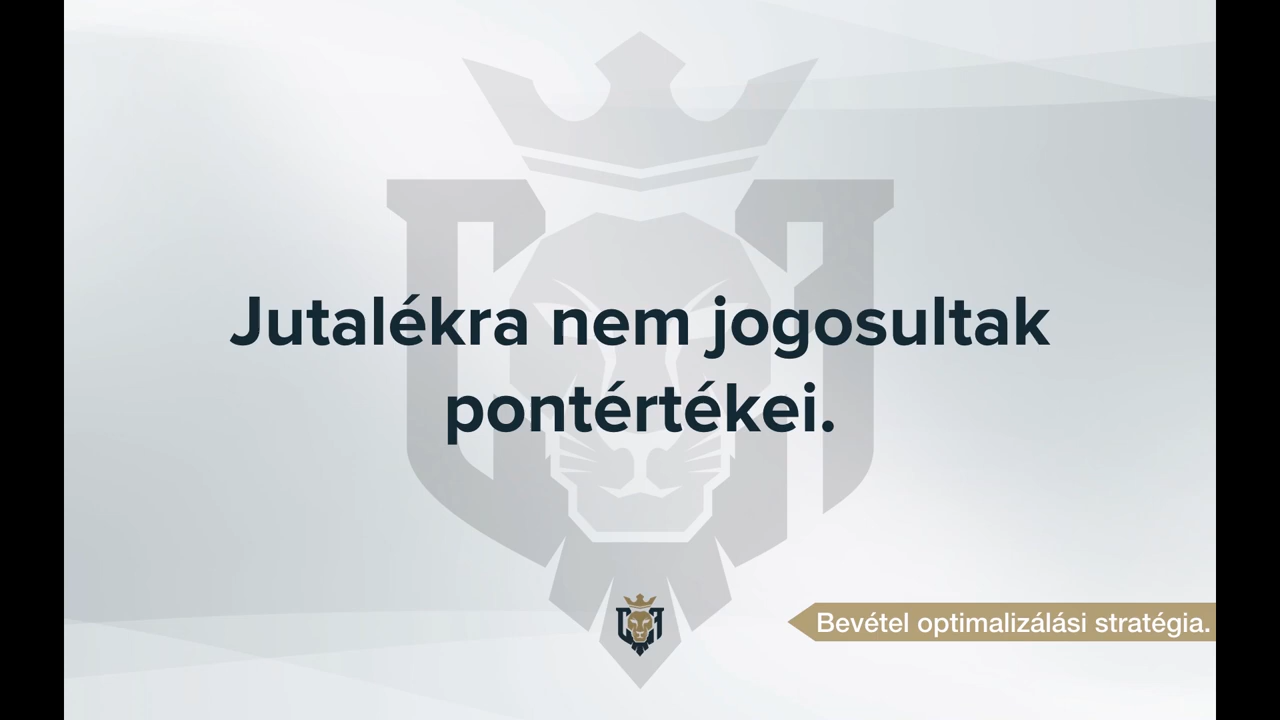 Jutalékra nem jogosultak
pontértékei.
Bevétel optimalizálási stratégia.